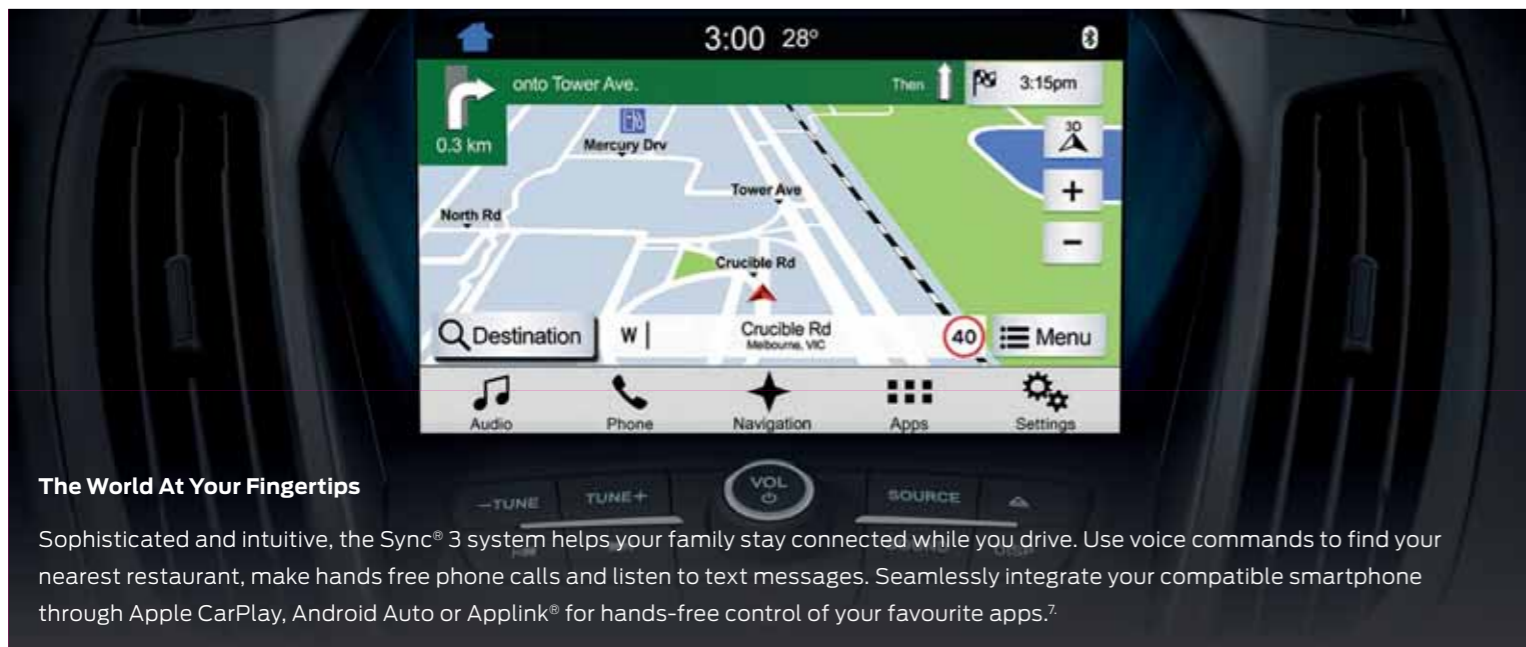 3:00 28°
onto Tower Ave.
Then
3:15pm
0.3 km
3D
Mercury Drv
Tower Ave
+
North Rd
−
Crucible Rd
Destination
W
Crucible Rd
40
Menu
Melbourne, VIC
Audio
Phone
Navigation
Apps
Settings
The World At Your Fingertips
VOL
–TUNE
TUNE+
SOURCE
Sophisticated and intuitive, the Sync® 3 system helps your family stay connected while you drive. Use voice commands to find your
nearest restaurant, make hands free phone calls and listen to text messages. Seamlessly integrate your compatible smartphone
through Apple CarPlay, Android Auto or Applink® for hands-free control of your favourite apps.7.